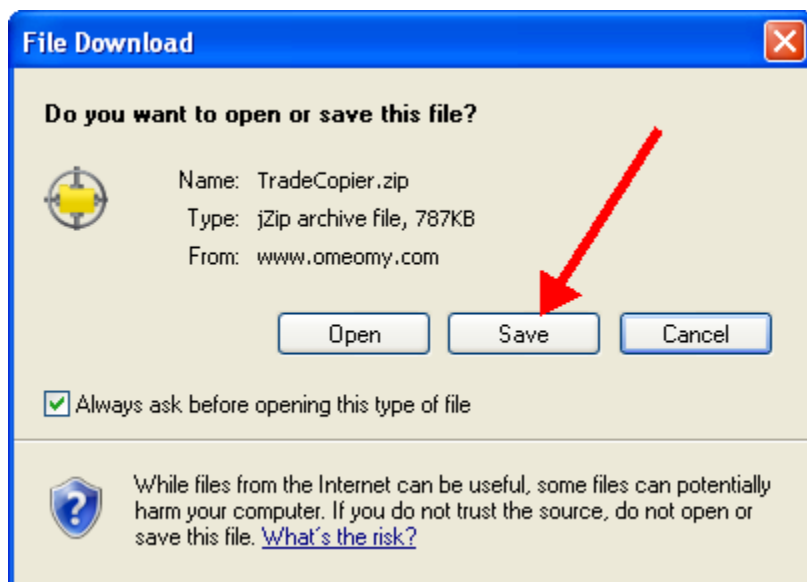 File Download
Do you want to open or save this file?
Name: TradeCopier.zip
Type: jZip archive file, 787KB
From: www.omeomy.com
Open Save Cancel
Always ask before opening this type of file
While files from the Internet can be useful, some files can potentially
harm your computer. If you do not trust the source, do not open or
save this file. What's the risk?